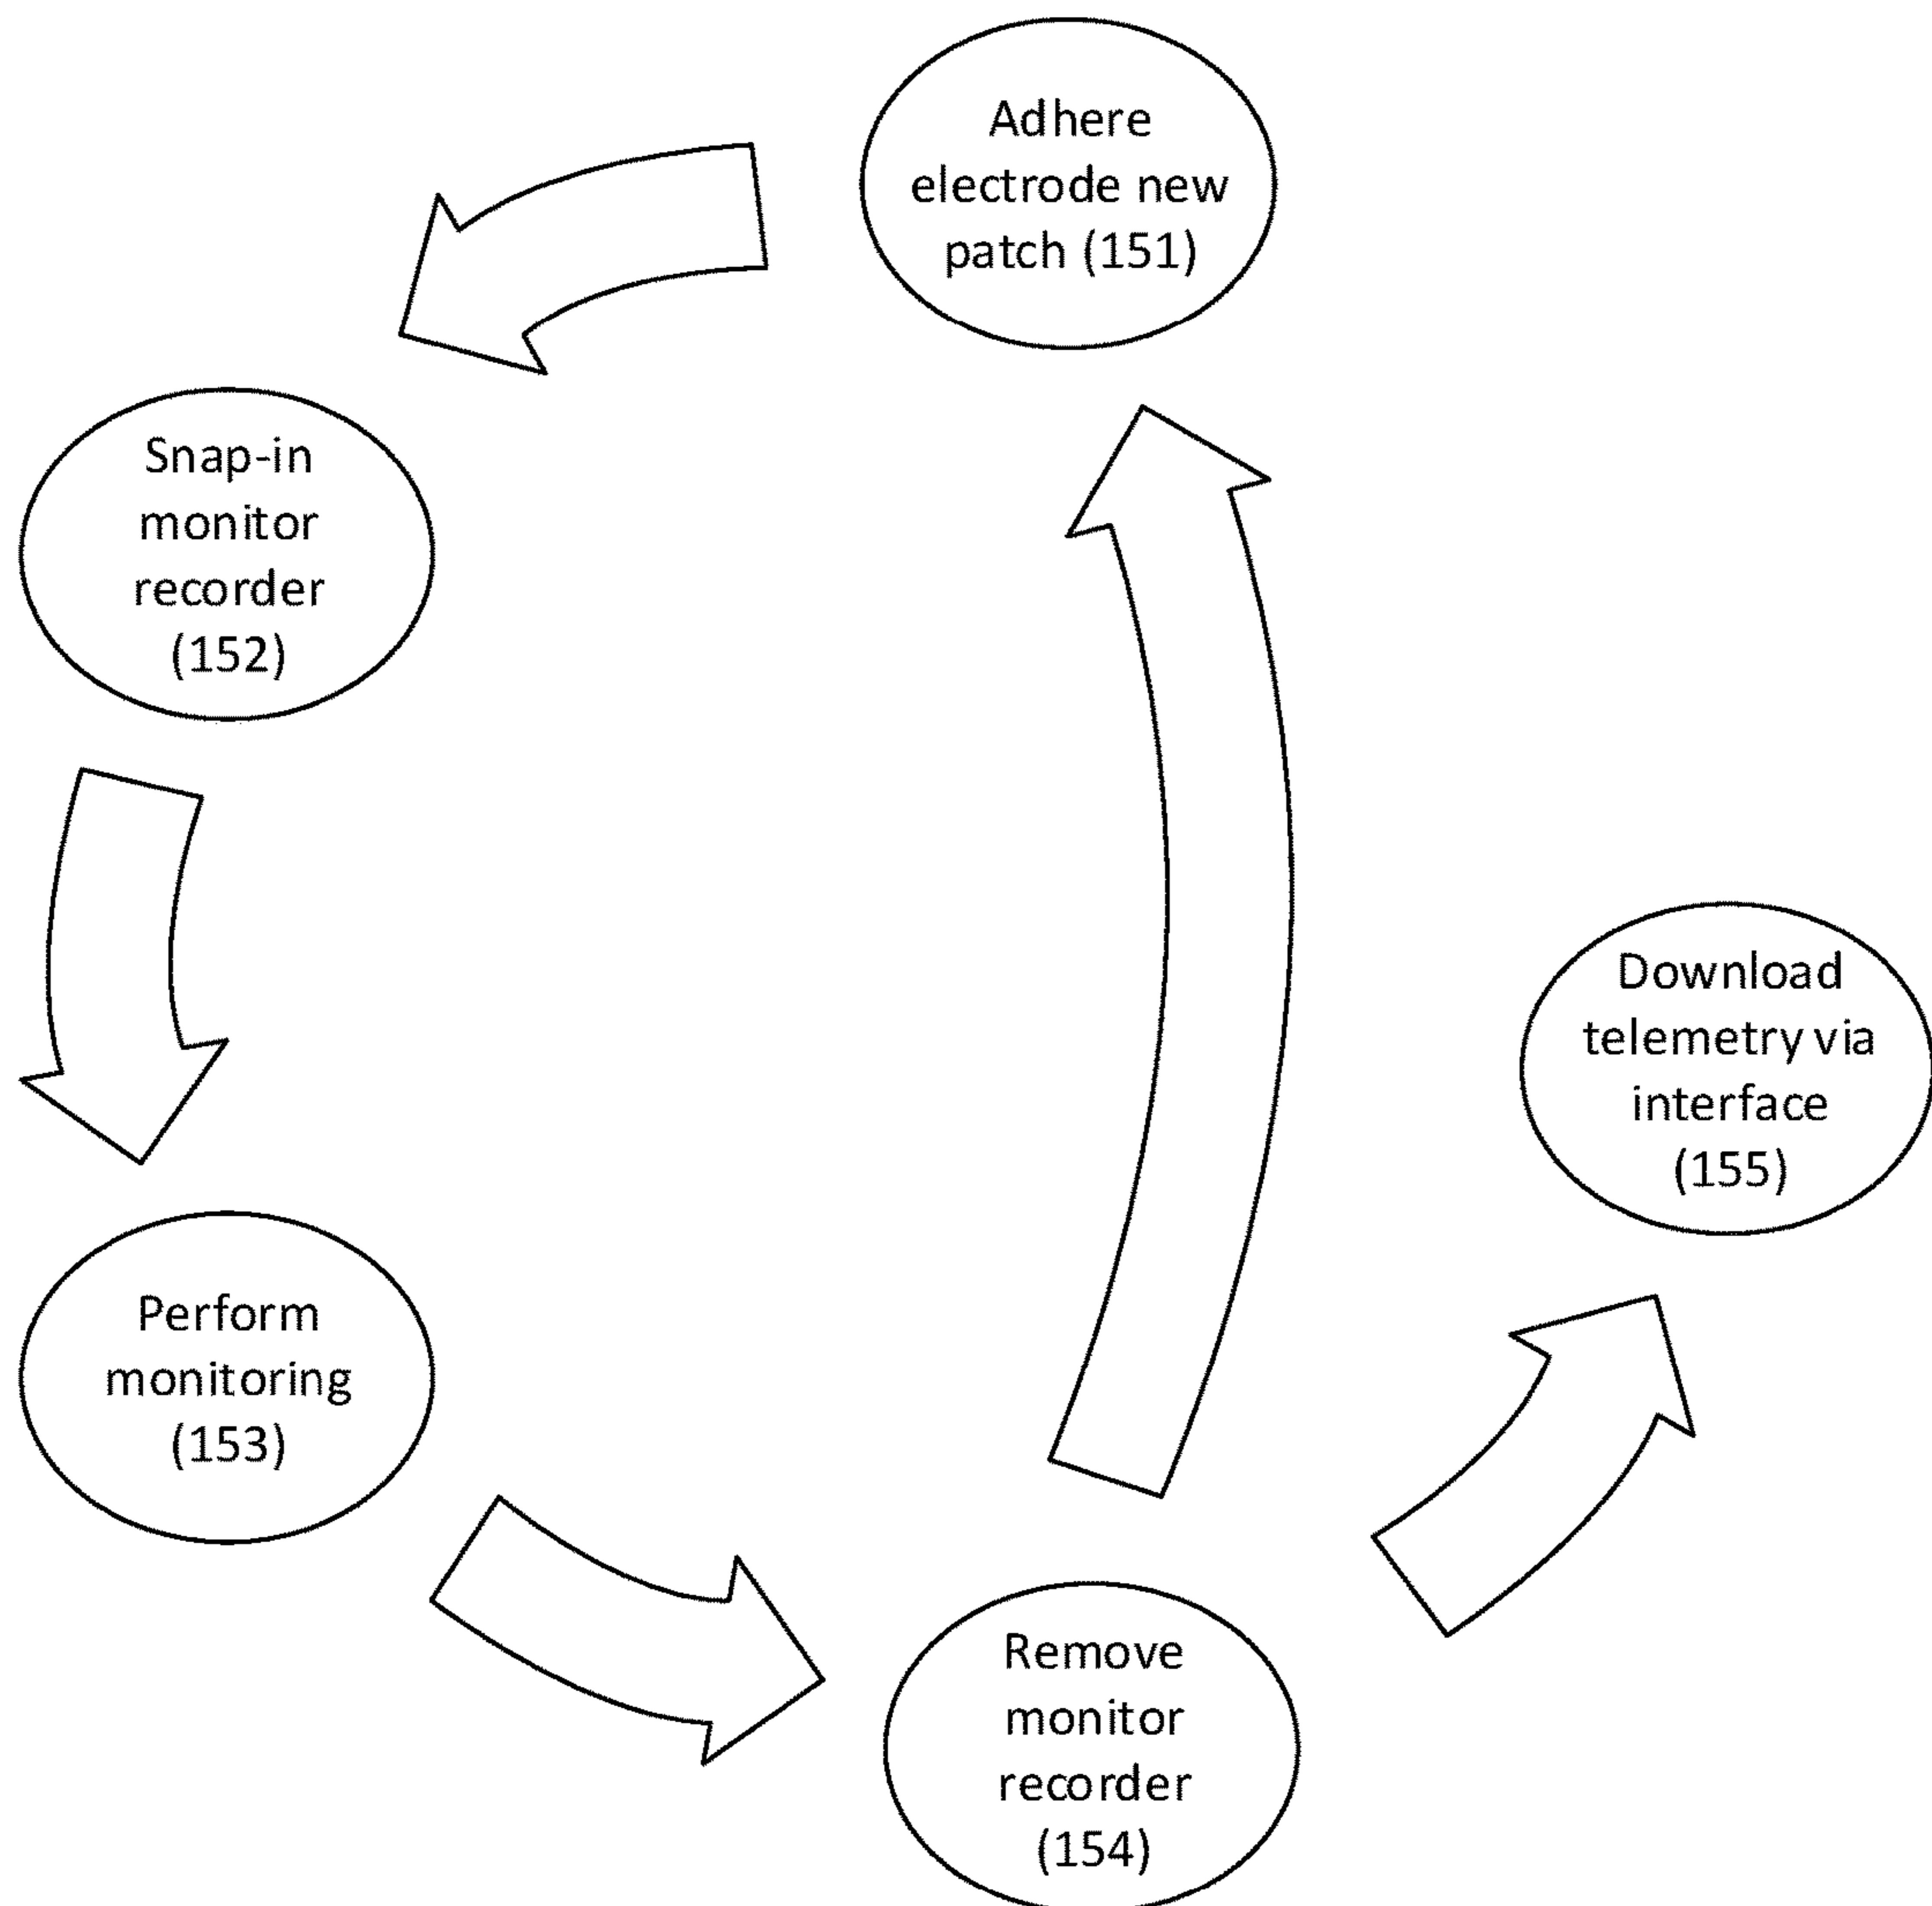 Adhere
electrode new
patch (151)
Snap-in
monitor
recorder
(152)
Perform
monitoring
(153)
Remove
monitor
recorder
(154)
Download
telemetry via
interface
(155)